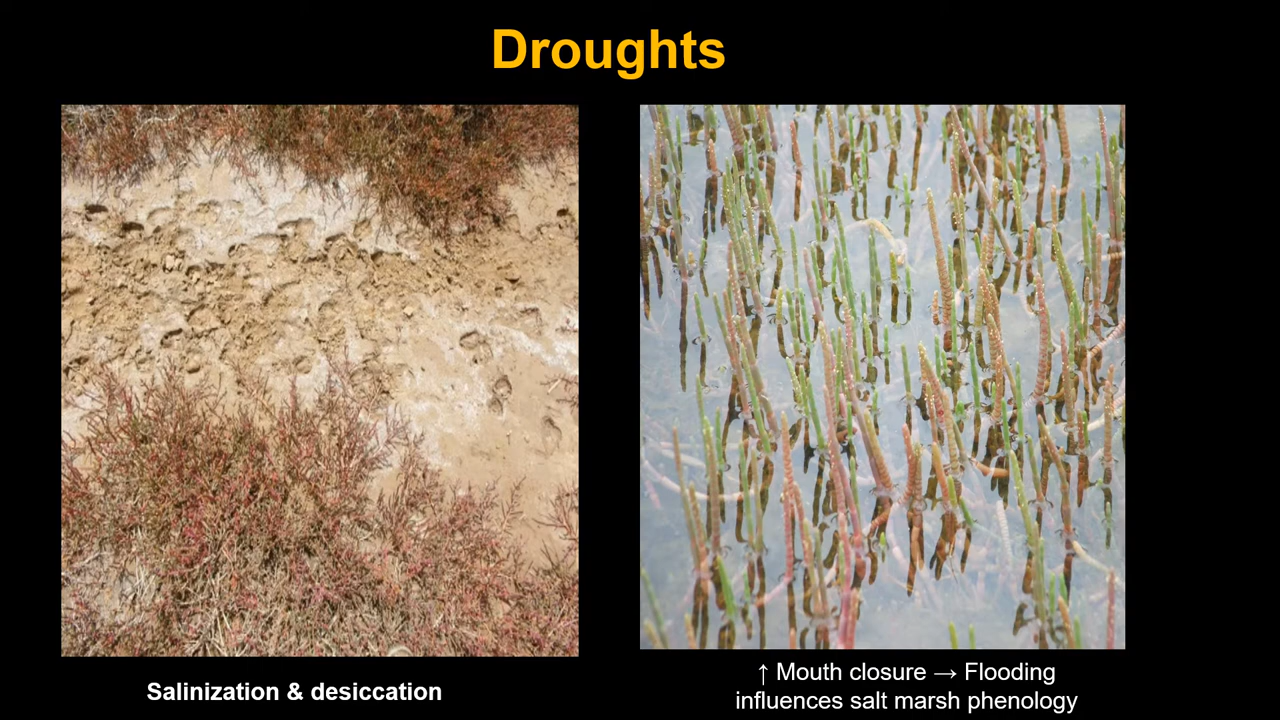 Droughts
Salinization & desiccation
↑ Mouth closure → Flooding
influences salt marsh phenology